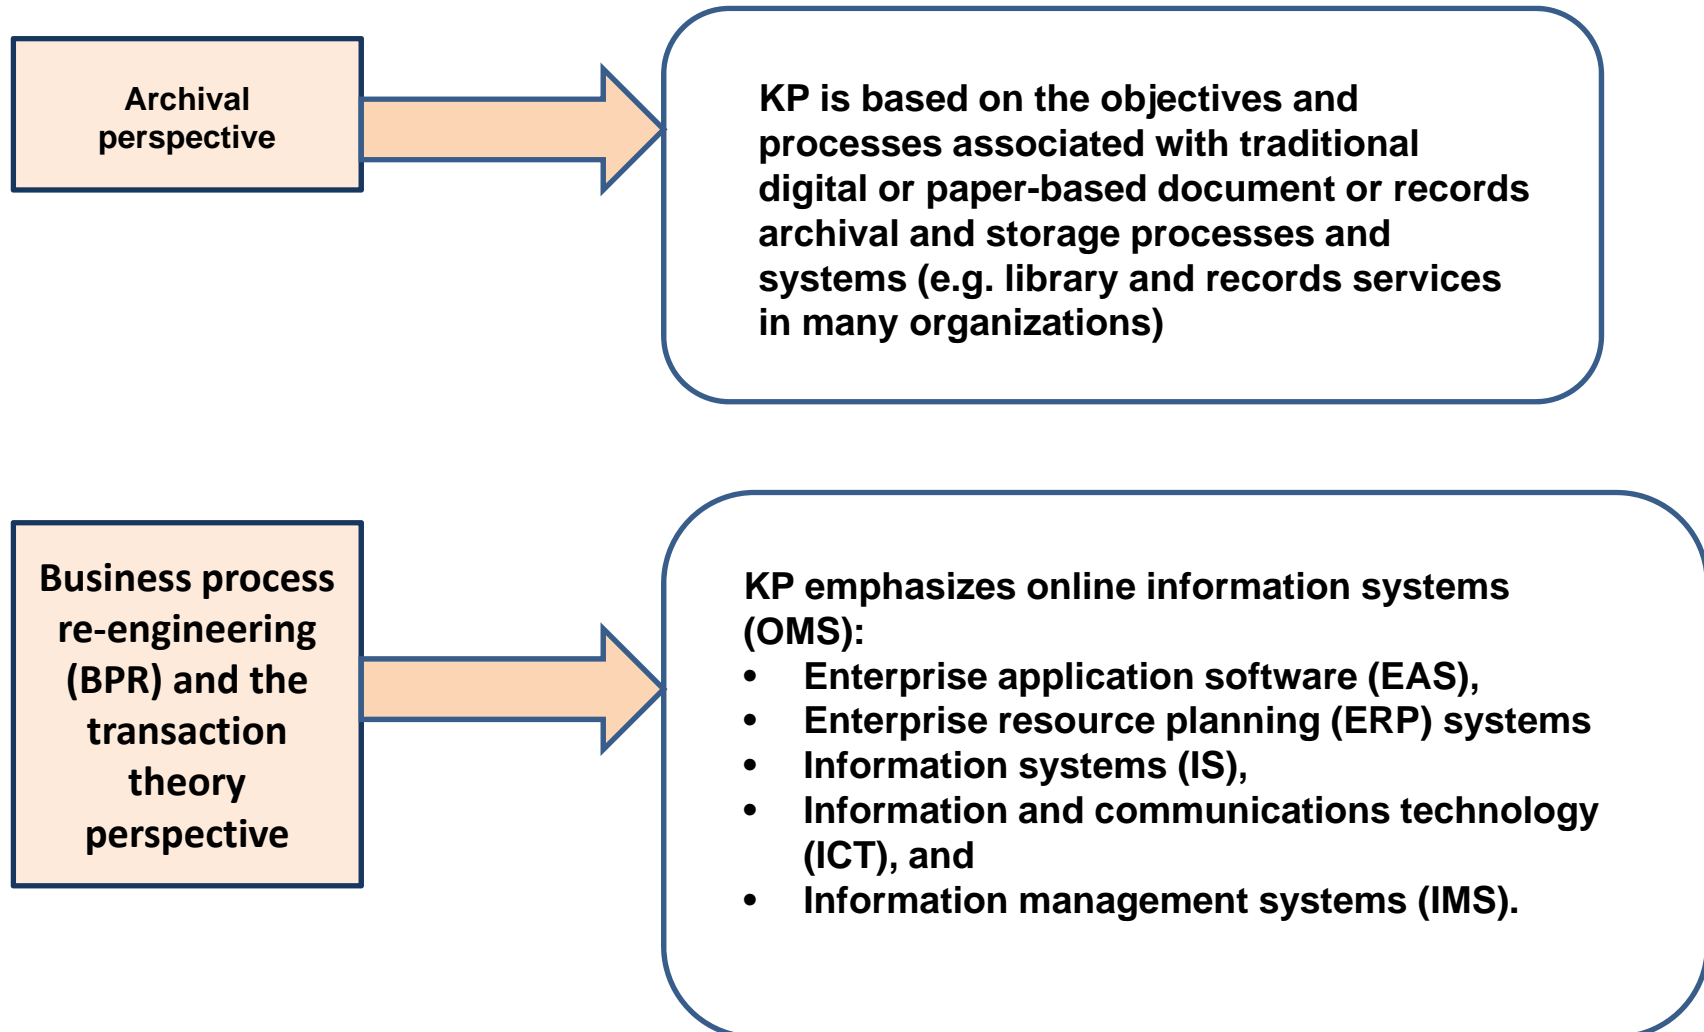 Archival
perspective
KP is based on the objectives and
processes associated with traditional
digital or paper-based document or records
archival and storage processes and
systems (e.g. library and records services
in many organizations)
Business process
re-engineering
(BPR) and the
transaction
theory
perspective
KP emphasizes online information systems
(OMS):
• Enterprise application software (EAS),
• Enterprise resource planning (ERP) systems
• Information systems (IS),
• Information and communications technology
(ICT), and
• Information management systems (IMS).